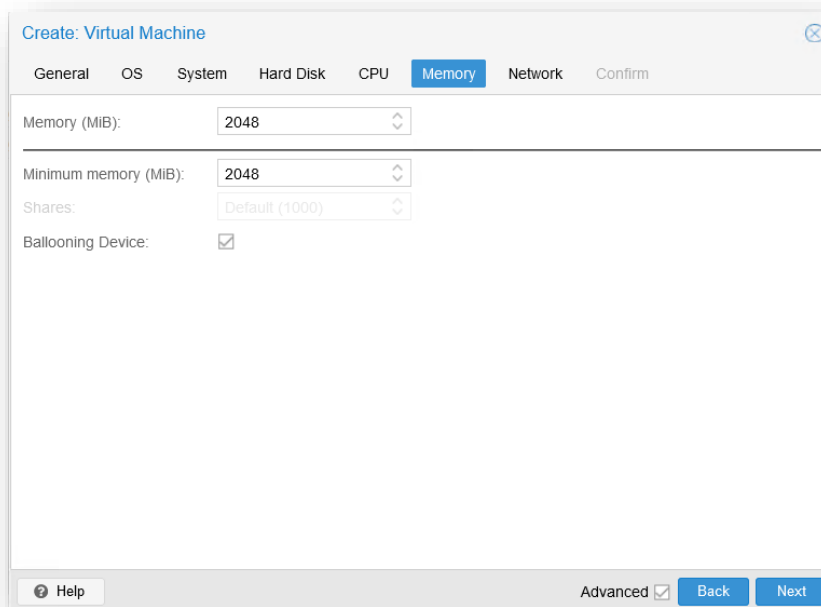 Create: Virtual Machine
General OS System Hard Disk CPU Memory Network Confirm
Memory (MiB): 2048
Minimum memory (MiB): 2048
Shares: Default (1000)
Ballooning Device:
Help Advanced Back Next